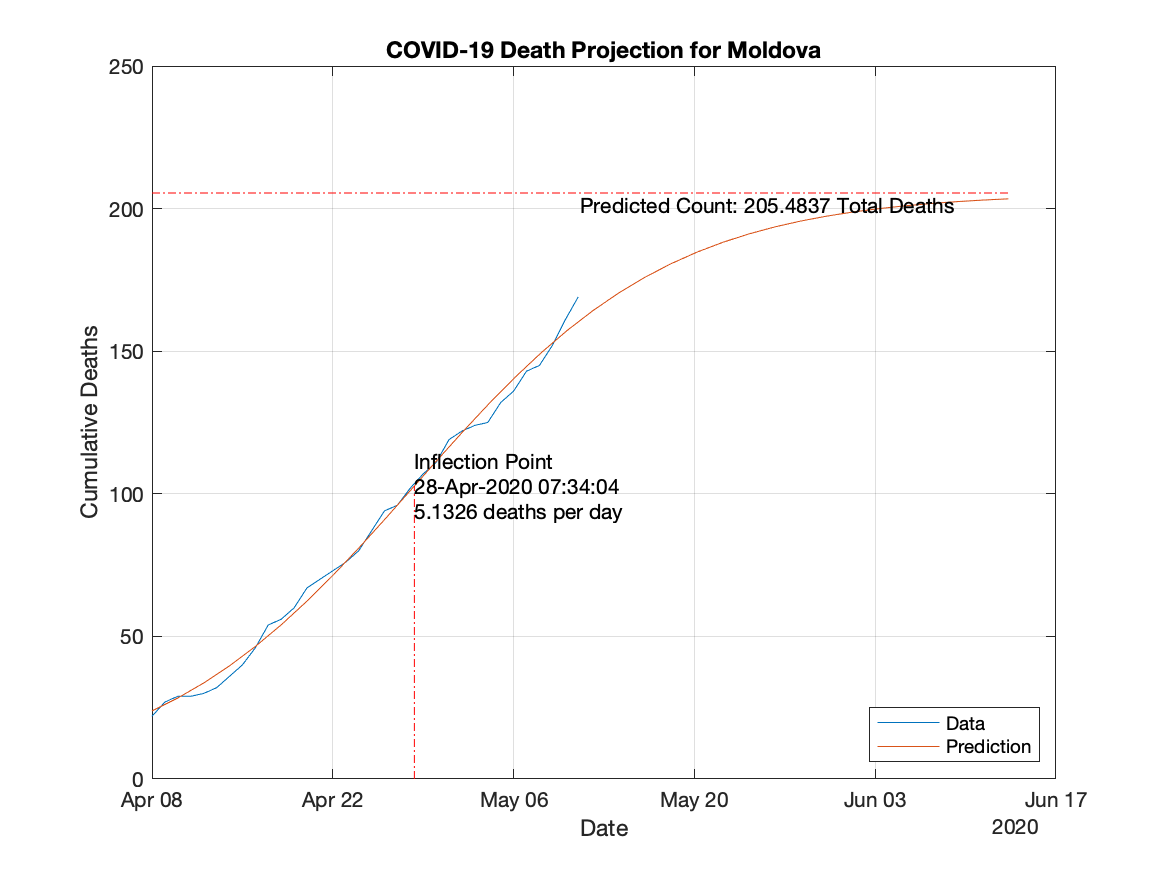 COVID-19 Death Projection for Moldova
250
200
150
100
50
0
Cumulative Deaths
Predicted Count: 205.4837 Total Deaths
Inflection Point
28-Apr-2020 07:34:04
5.1326 deaths per day
Data
Prediction
Apr 08
Apr 22
May 06
May 20
Jun 03
Jun 17
Date
2020